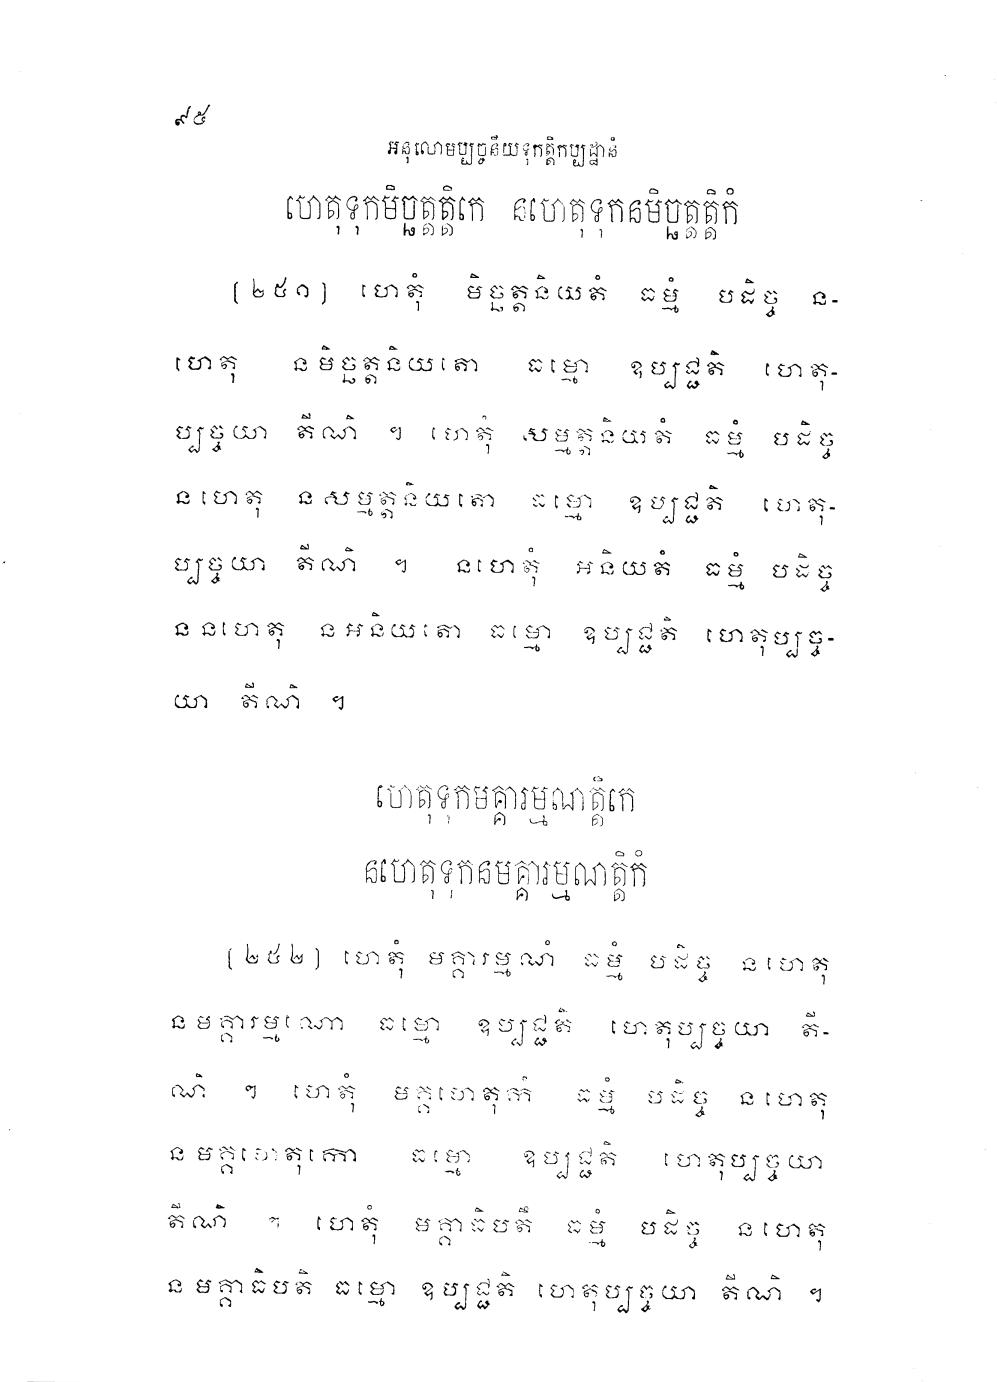 ៩៥
អនុលោមប្បច្ចនីយទុកត្តិកប្បដ្ឋានំ
ហេតុទុកមិច្ឆត្តត្តិកេ នហេតុទុកនមិច្ឆត្តត្តិកំ
(២៥១) ហេតុំ មិច្ឆត្តនិយតំ ធម្មំ បដិច្ច ន-
ហេតុ នមិច្ឆត្តនិយតោ ធម្មោ ឧប្បជ្ជតិ ហេតុ-
ប្បច្ចយា តីណិ ។ ហេតុំ សម្មត្តនិយតំ ធម្មំ បដិច្ច
នហេតុ នសម្មត្តនិយតោ ធម្មោ ឧប្បជ្ជតិ ហេតុ-
ប្បច្ចយា តីណិ ។ នហេតុំ អនិយតំ ធម្មំ បដិច្ច
ននហេតុ នអនិយតោ ធម្មោ ឧប្បជ្ជតិ ហេតុប្បច្ច-
យា តីណិ ។
ហេតុទុកមគ្គារម្មណត្តិកេ
នហេតុទុកនមគ្គារម្មណត្តិកំ
(២៥២) ហេតុំ មគ្គារម្មណំ ធម្មំ បដិច្ច នហេតុ
នមគ្គារម្មណោ ធម្មោ ឧប្បជ្ជតិ ហេតុប្បច្ចយា តី-
ណិ ។ ហេតុំ មគ្គហេតុកំ ធម្មំ បដិច្ច នហេតុ
នមគ្គហេតុកោ ធម្មោ ឧប្បជ្ជតិ ហេតុប្បច្ចយា
តីណិ ។ ហេតុំ មគ្គាធិបតឹ ធម្មំ បដិច្ច នហេតុ
នមគ្គាធិបតិ ធម្មោ ឧប្បជ្ជតិ ហេតុប្បច្ចយា តីណិ ។